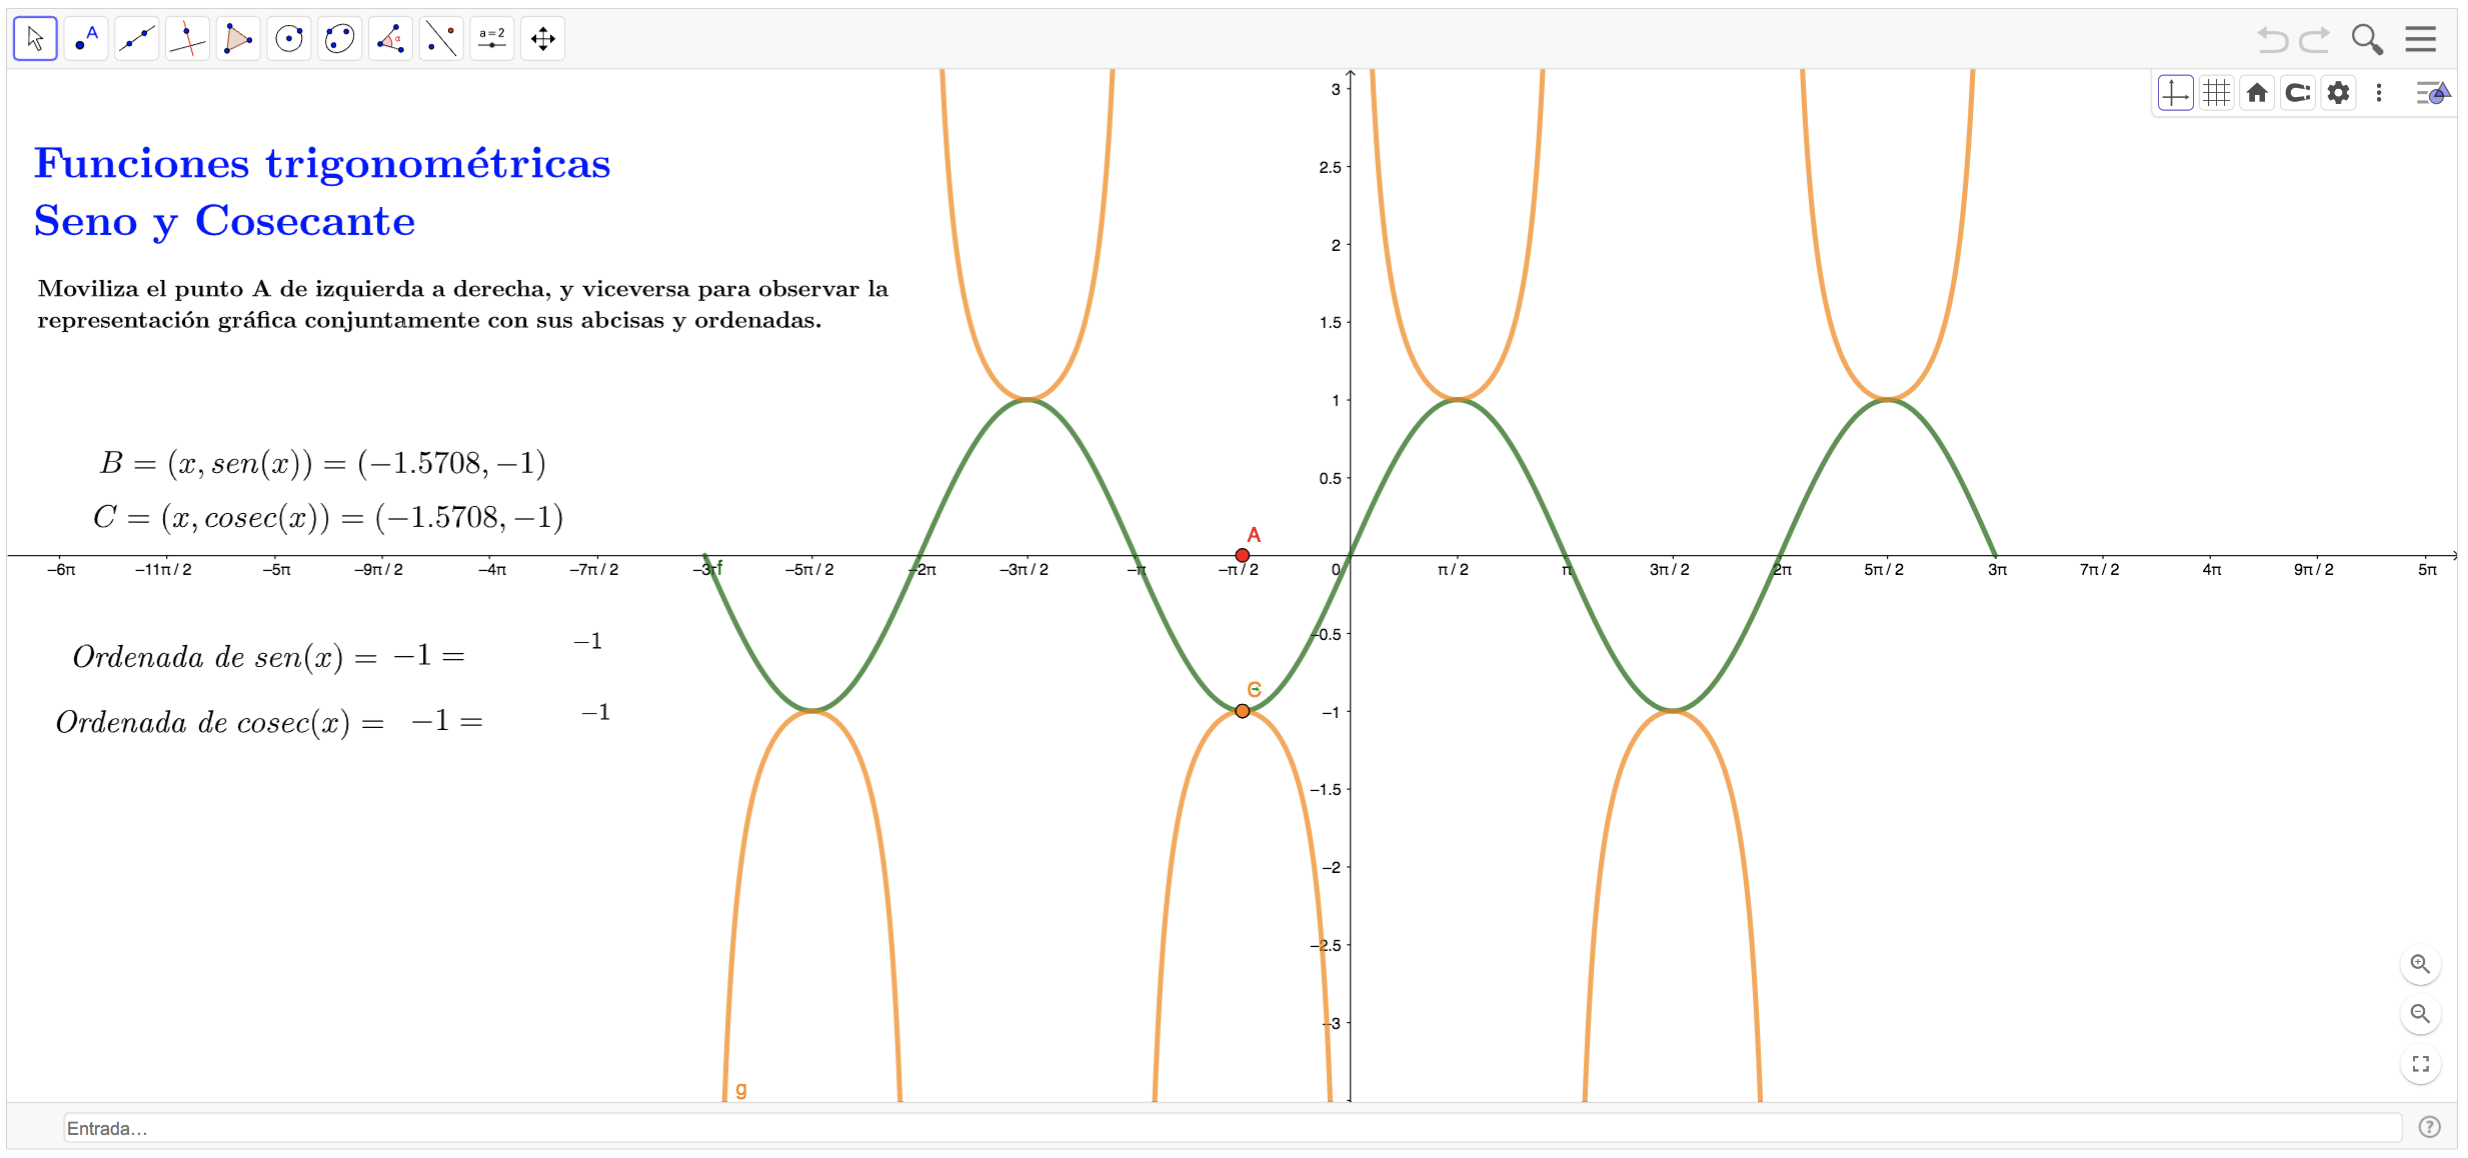 A
a = 2
α
Funciones trigonométricas
Seno y Cosecante
Moviliza el punto A de izquierda a derecha, y viceversa para observar la
representación gráfica conjuntamente con sus abcisas y ordenadas.
B = (x, sen(x)) = (−1.5708, −1)
C = (x, cosec(x)) = (−1.5708, −1)
Ordenada de sen(x) = −1 = −1
Ordenada de cosec(x) = −1 = −1
3
2.5
2
1.5
1
0.5
A
−6π −11π / 2 −5π −9π / 2 −4π −7π / 2 −3π f −5π / 2 −2π −3π / 2 −π −π / 2 0 π / 2 π 3π / 2 2π 5π / 2 3π 7π / 2 4π 9π / 2 5π
−0.5
C
−1
−1.5
−2
−2.5
−3
g
Entrada…
?